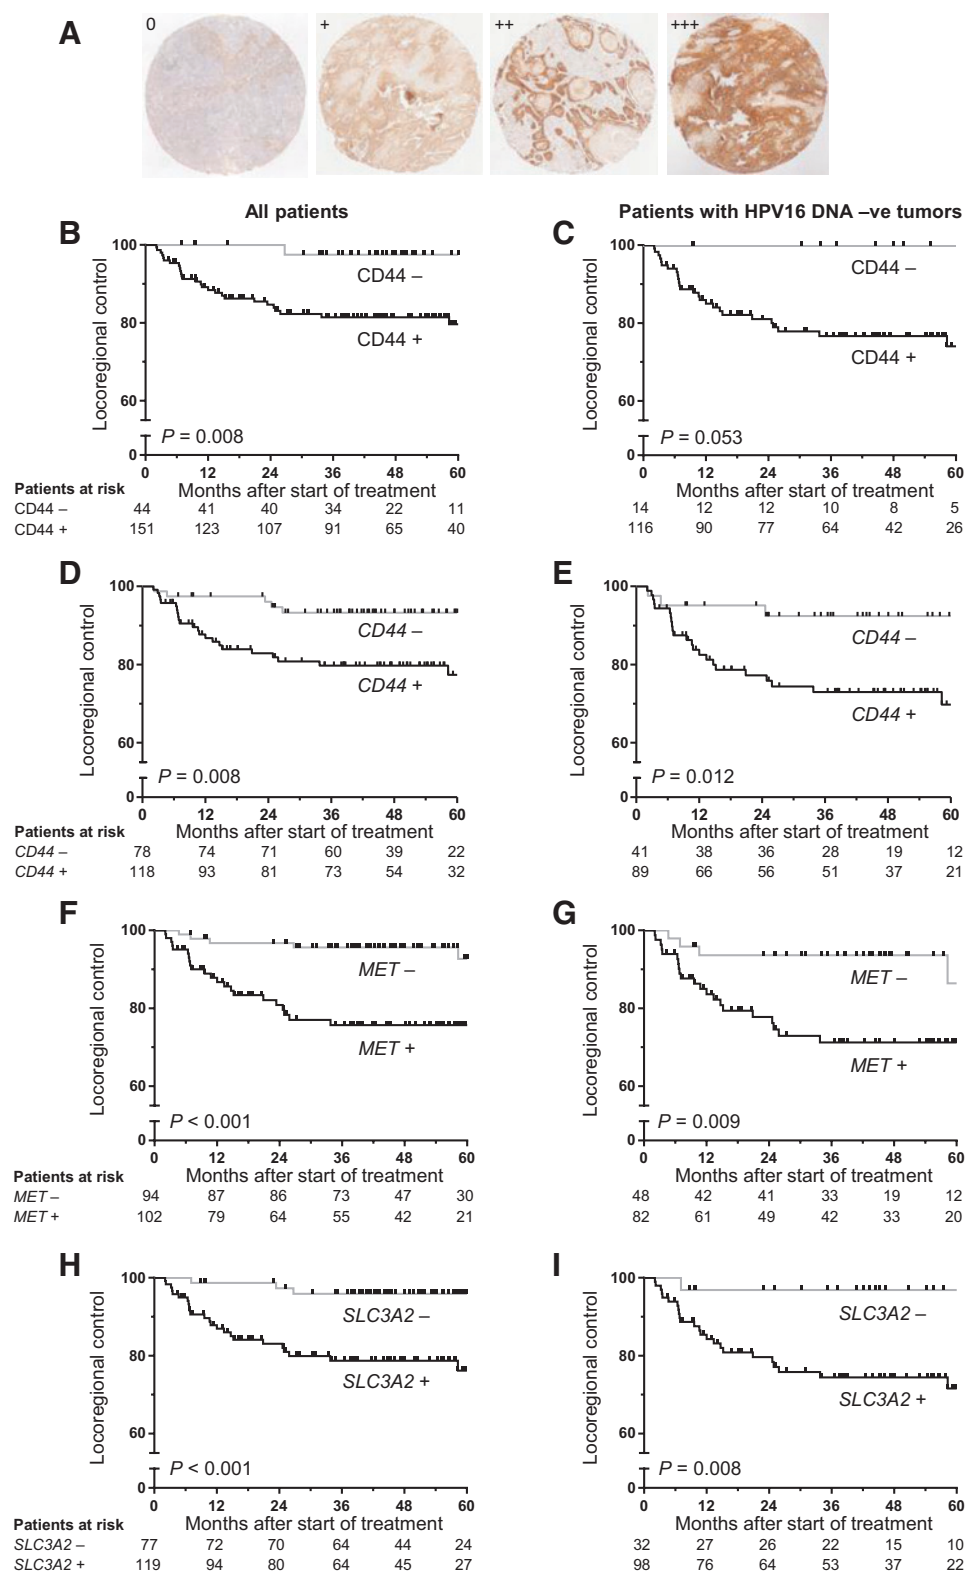 A
0
+
++
+++
All patients
Patients with HPV16 DNA –ve tumors
B
Locoregional control
100
80
60
0
CD44 –
CD44 +
P = 0.008
0 12 24 36 48 60
Patients at risk
Months after start of treatment
CD44 – 44 41 40 34 22 11
CD44 + 151 123 107 91 65 40
C
Locoregional control
100
80
60
0
CD44 –
CD44 +
P = 0.053
0 12 24 36 48 60
Months after start of treatment
14 12 12 10 8 5
116 90 77 64 42 26
D
Locoregional control
100
80
60
0
CD44 –
CD44 +
P = 0.008
0 12 24 36 48 60
Patients at risk
Months after start of treatment
CD44 – 78 74 71 60 39 22
CD44 + 118 93 81 73 54 32
E
Locoregional control
100
80
60
0
CD44 –
CD44 +
P = 0.012
0 12 24 36 48 60
Months after start of treatment
41 38 36 28 19 12
89 66 56 51 37 21
F
Locoregional control
100
80
60
0
MET –
MET +
P < 0.001
0 12 24 36 48 60
Patients at risk
Months after start of treatment
MET – 94 87 86 73 47 30
MET + 102 79 64 55 42 21
G
Locoregional control
100
80
60
0
MET –
MET +
P = 0.009
0 12 24 36 48 60
Months after start of treatment
48 42 41 33 19 12
82 61 49 42 33 20
H
Locoregional control
100
80
60
0
SLC3A2 –
SLC3A2 +
P < 0.001
0 12 24 36 48 60
Patients at risk
Months after start of treatment
SLC3A2 – 77 72 70 64 44 24
SLC3A2 + 119 94 80 64 45 27
I
Locoregional control
100
80
60
0
SLC3A2 –
SLC3A2 +
P = 0.008
0 12 24 36 48 60
Months after start of treatment
32 27 26 22 15 10
98 76 64 53 37 22